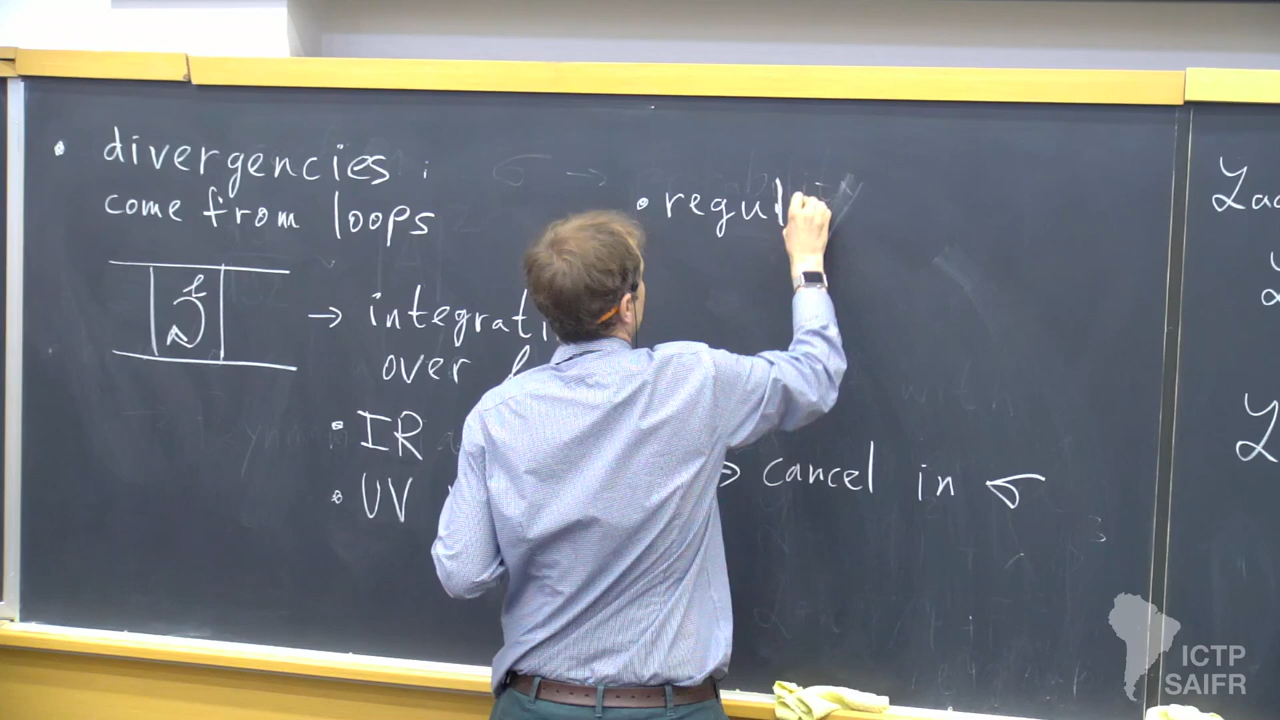 • divergencies :
come from loops
ℓ
→ integrati
over
• IR
• UV
• regul
→ cancel in σ
ℒ
ICTP
SAIFR